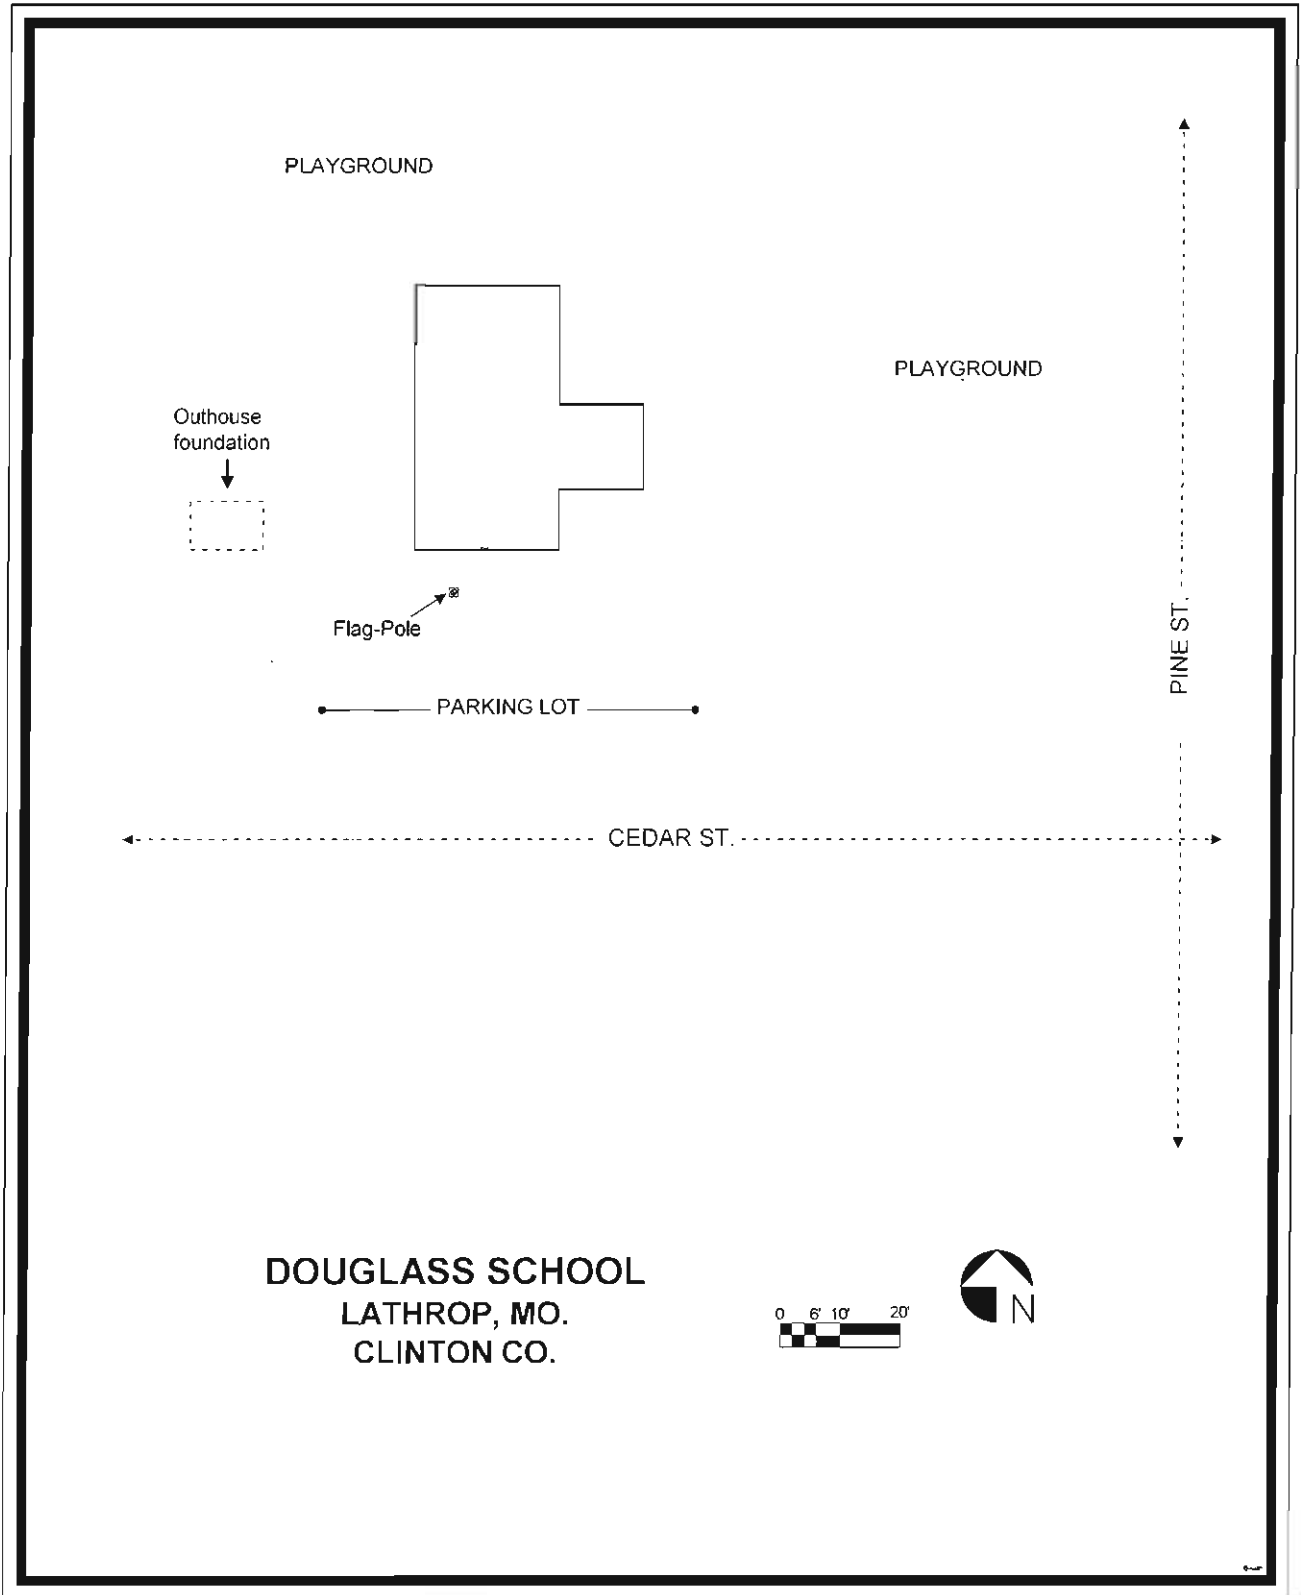 PLAYGROUND
PLAYGROUND
Outhouse
foundation
Flag-Pole
PINE ST.
PARKING LOT
CEDAR ST.
DOUGLASS SCHOOL
LATHROP, MO.
CLINTON CO.
0 6' 10' 20'
N